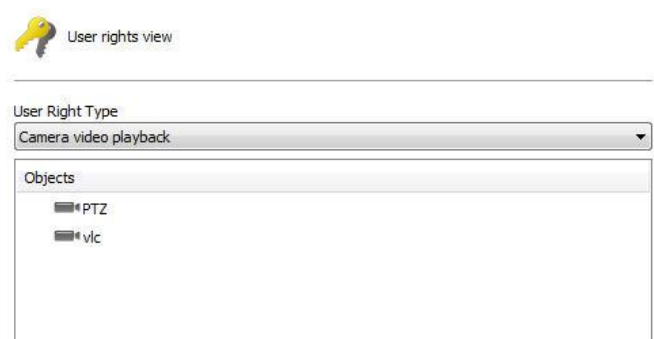 User rights view
User Right Type
Camera video playback
Objects
PTZ
vlc